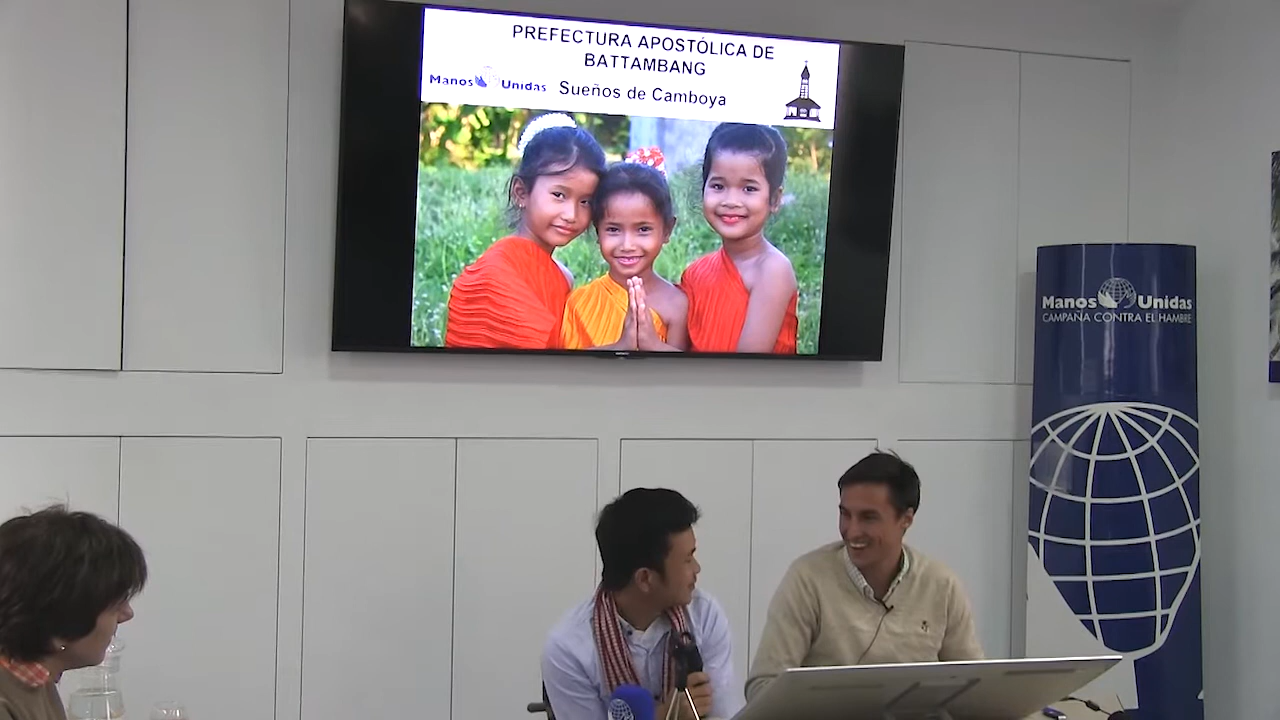 PREFECTURA APOSTÓLICA DE
BATTAMBANG
Manos Unidas
Sueños de Camboya
Manos Unidas
CAMPAÑA CONTRA EL HAMBRE